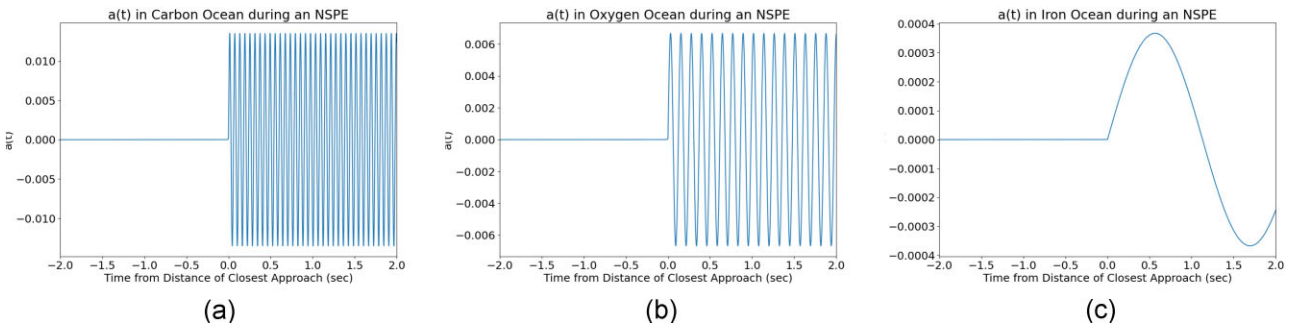 a(t) in Carbon Ocean during an NSPE
0.010
0.005
0.000
−0.005
−0.010
a(t)
−2.0 −1.5 −1.0 −0.5 0.0 0.5 1.0 1.5 2.0
Time from Distance of Closest Approach (sec)
(a)
a(t) in Oxygen Ocean during an NSPE
0.006
0.004
0.002
0.000
−0.002
−0.004
−0.006
a(t)
−2.0 −1.5 −1.0 −0.5 0.0 0.5 1.0 1.5 2.0
Time from Distance of Closest Approach (sec)
(b)
a(t) in Iron Ocean during an NSPE
0.0004
0.0003
0.0002
0.0001
0.0000
−0.0001
−0.0002
−0.0003
−0.0004
−2.0 −1.5 −1.0 −0.5 0.0 0.5 1.0 1.5 2.0
Time from Distance of Closest Approach (sec)
(c)